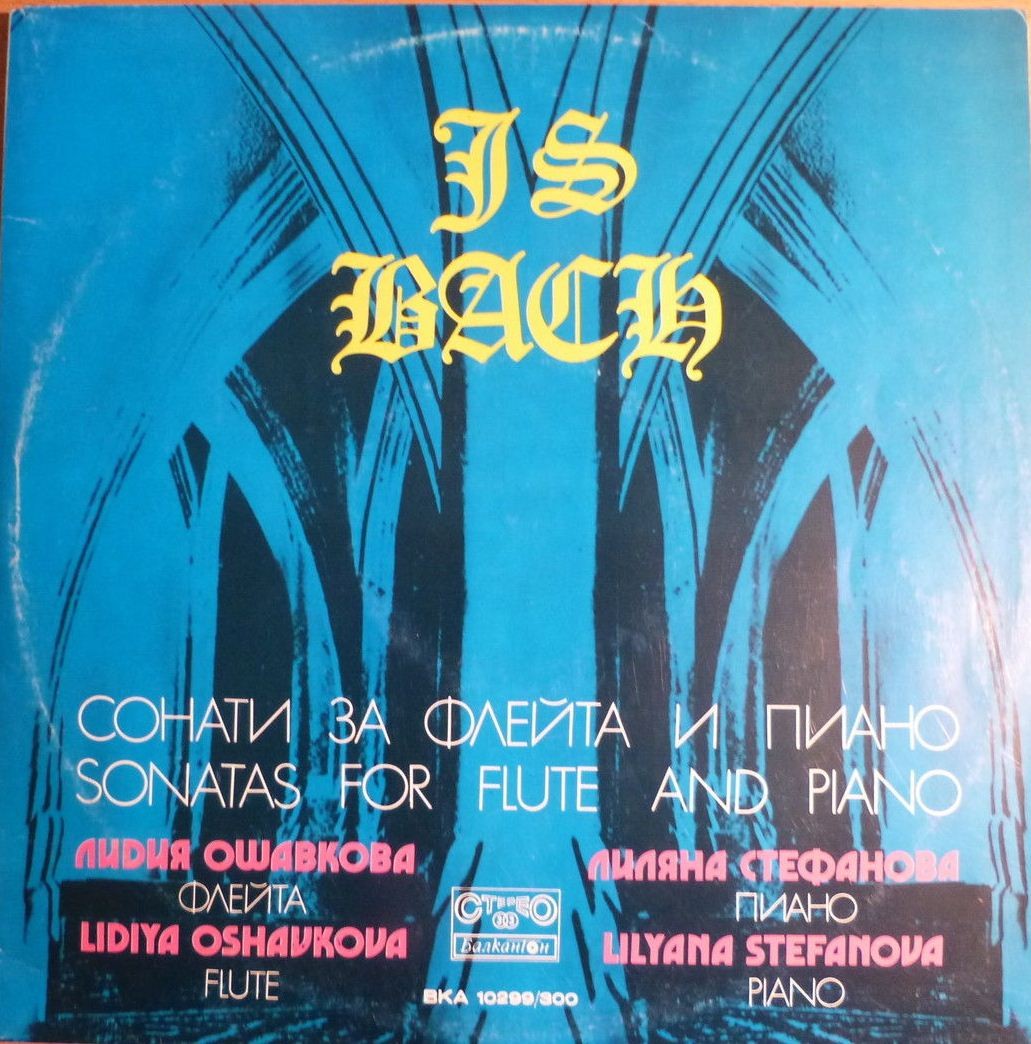 J S
BACH
СОНАТИ ЗА ФЛЕЙТА И ПИАНО
SONATAS FOR FLUTE AND PIANO
ЛИДИЯ ОШАВКОВА
ФЛЕЙТА
LIDIYA OSHAVKOVA
FLUTE
ЛИЛЯНА СТЕФАНОВА
ПИАНО
LILYANA STEFANOVA
PIANO
СТЕРЕО
33
Балкантон
ВКА 10299/300